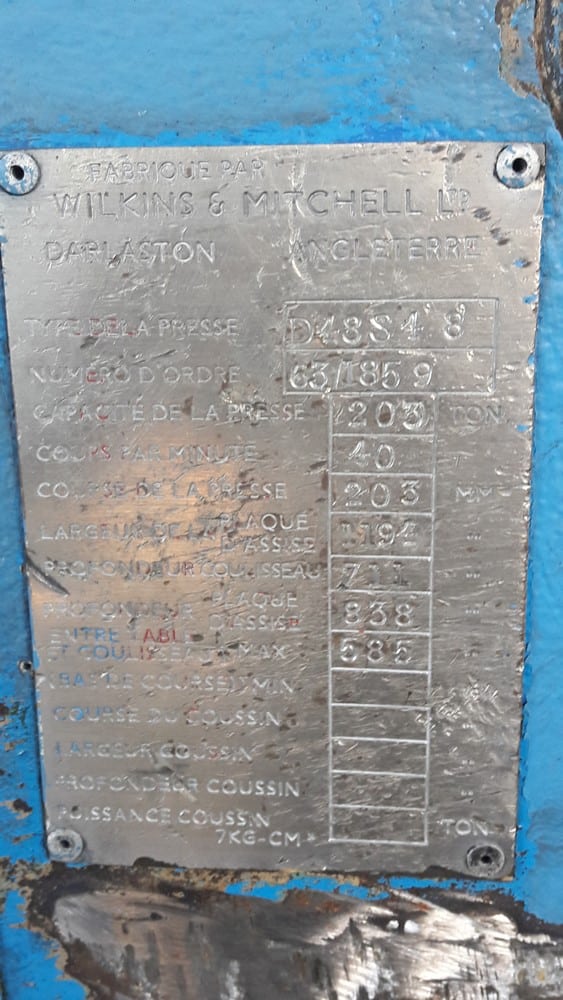 FABRIQUE PAR
WILKINS & MITCHELL LTD
DARLASTON ANGLETERRE
TYPE DE LA PRESSE D48S4 8
NUMERO D'ORDRE 63/1859
CAPACITÉ DE LA PRESSE 203 TON
COUPS PAR MINUTE 40
COURSE DE LA PRESSE 203 MM
LARGEUR DE LA PLAQUE D'ASSISE 1194 "
PROFONDEUR COULISSEAU 711 "
PROFONDEUR PLAQUE D'ASSISE 838 "
ENTRE TABLE
ET COULISSEAU MAX 585 "
A BAS DE COURSE MIN "
COURSE DU COUSSIN "
LARGEUR COUSSIN "
PROFONDEUR COUSSIN "
PUISSANCE COUSSIN
7KG-CM² TON